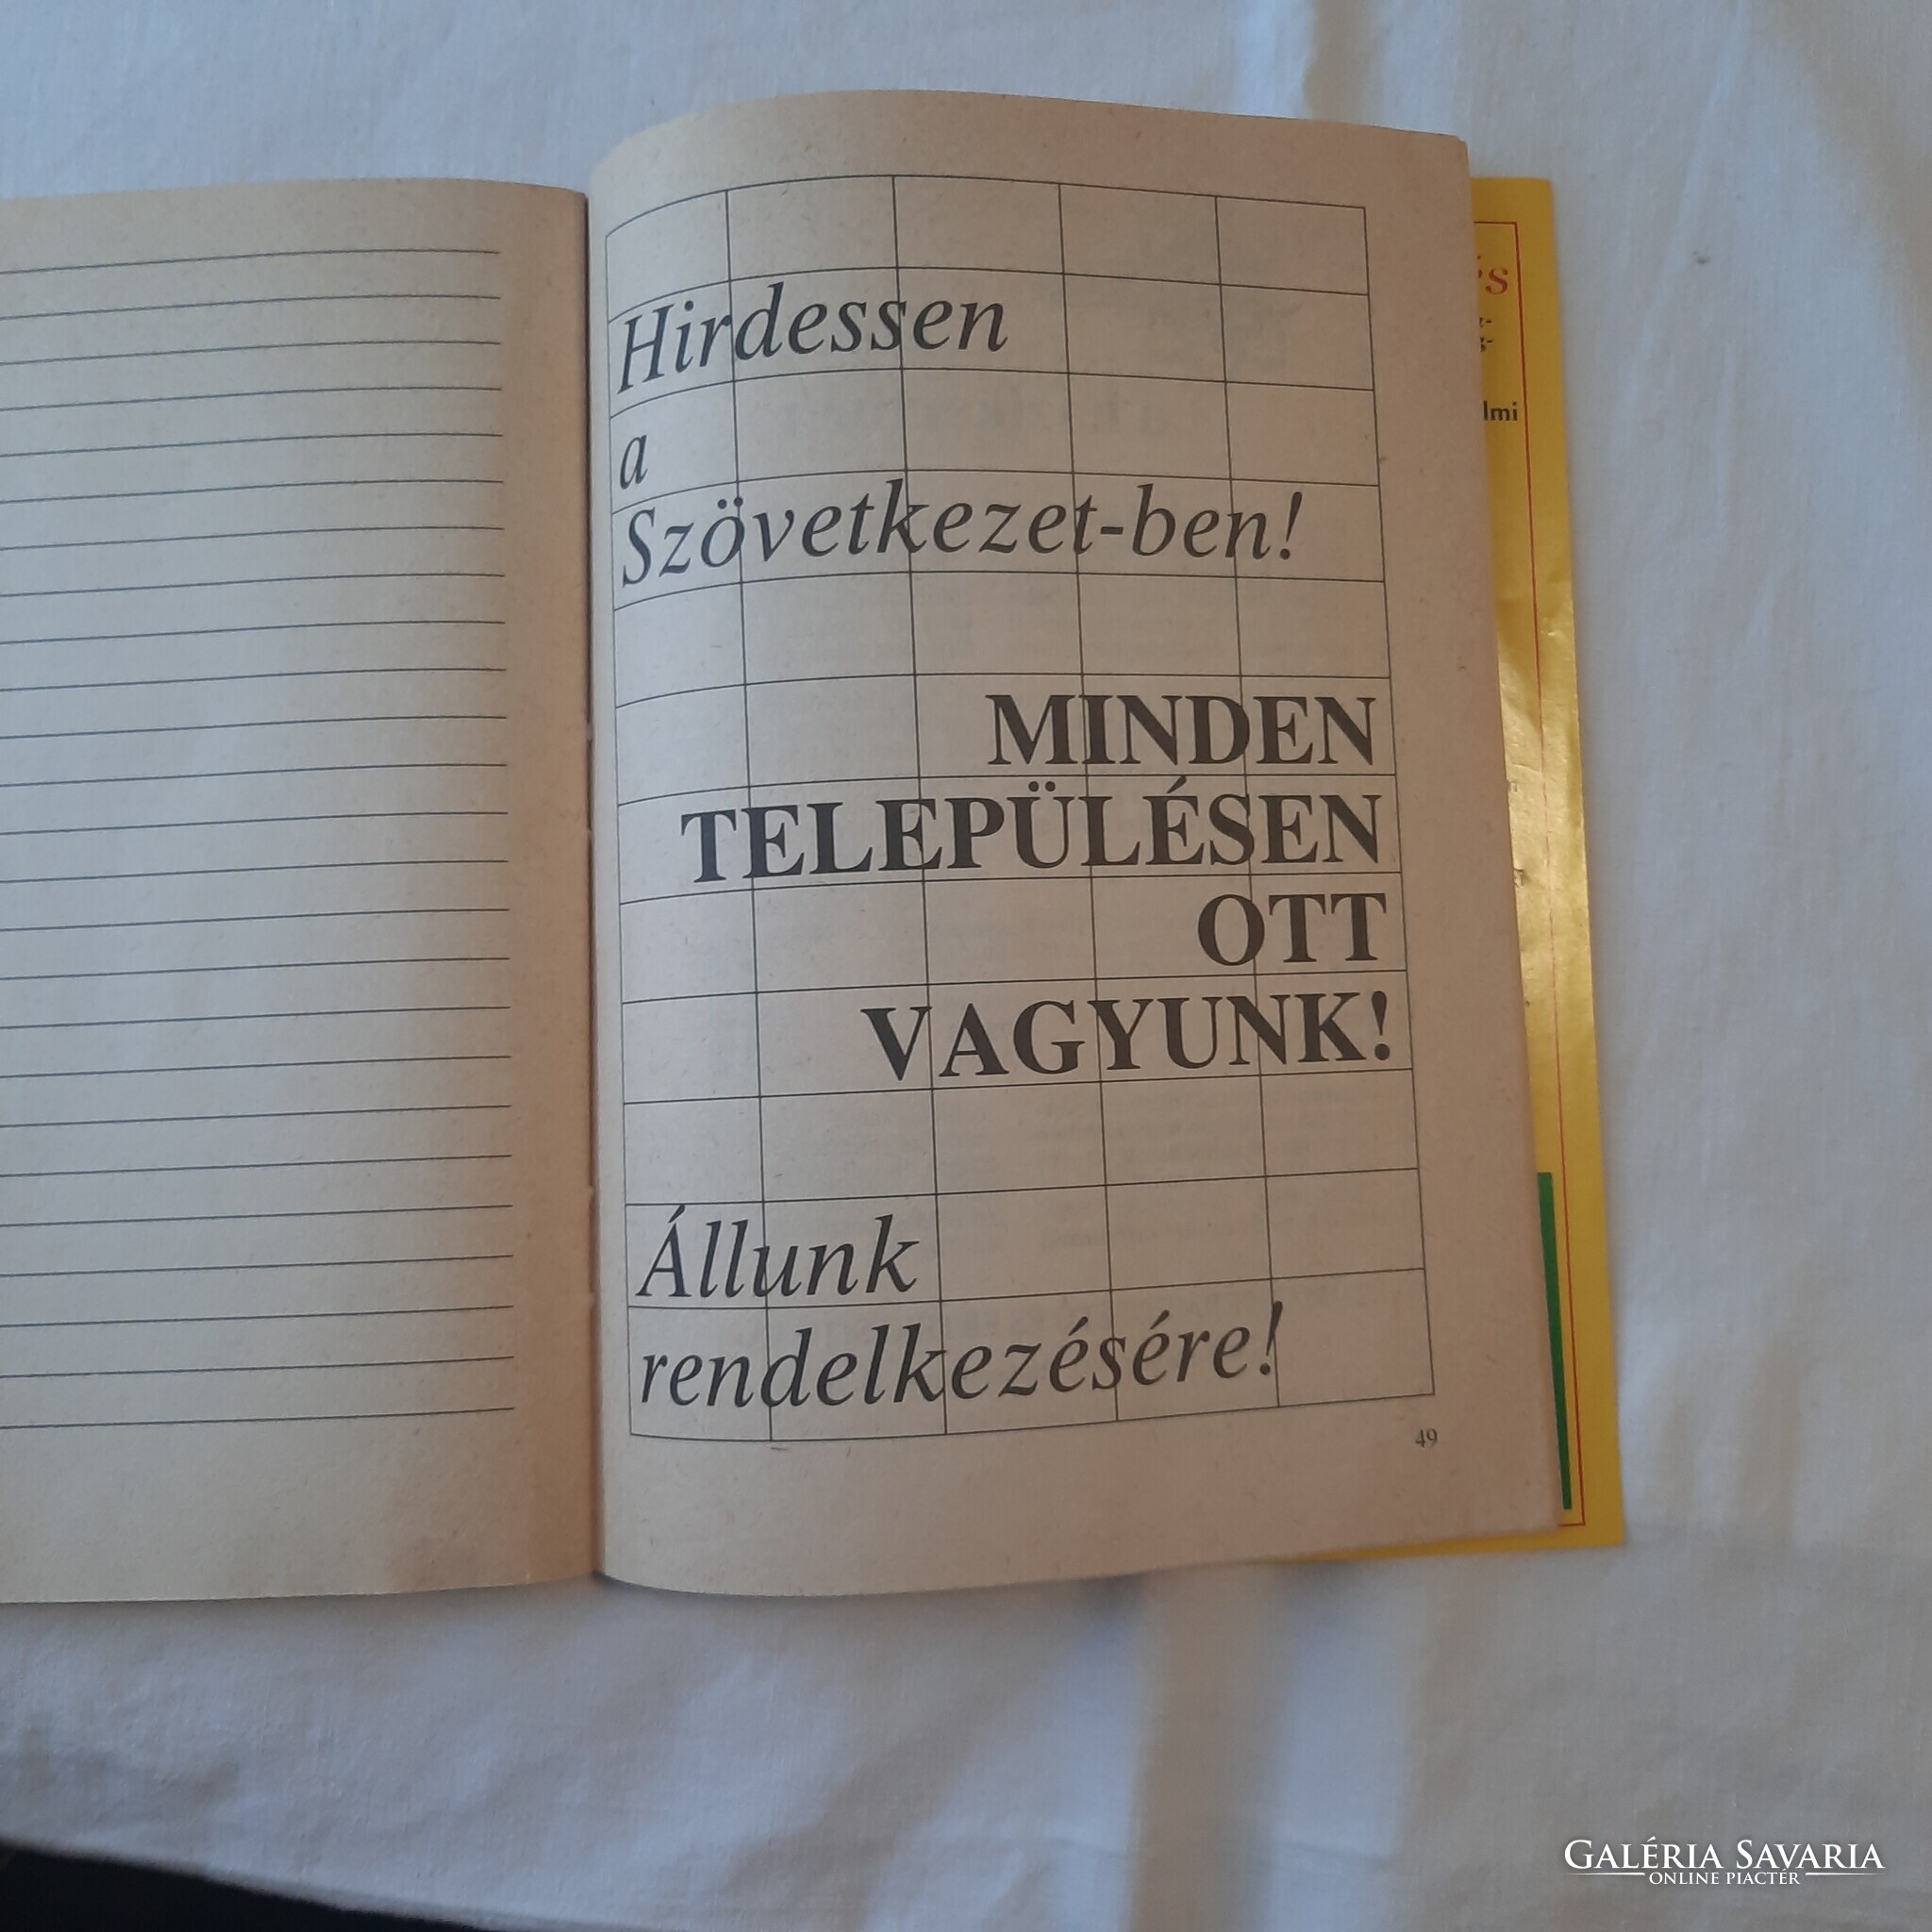 Hirdessen
a
Szövetkezet-ben!
MINDEN
TELEPÜLÉSEN
OTT
VAGYUNK!
Állunk
rendelkezésére!
49
GALÉRIA SAVARIA
ONLINE PIACTÉR